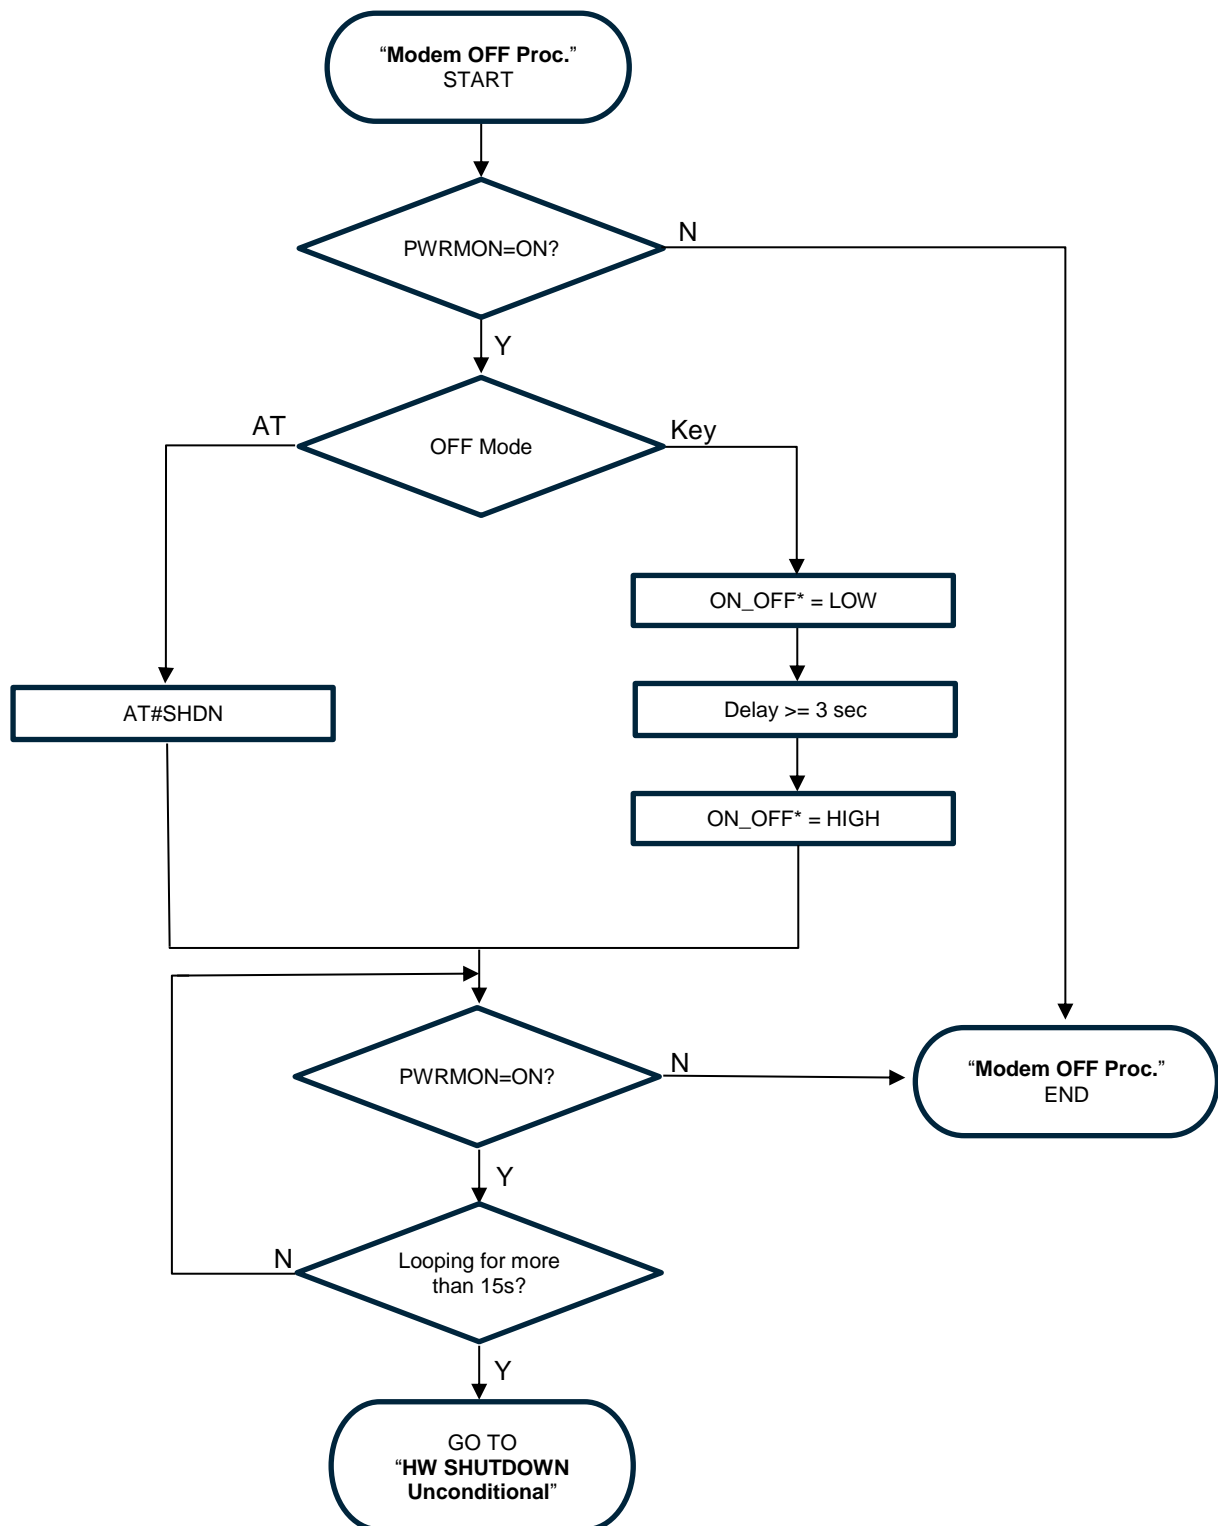 “Modem OFF Proc.”
START
PWRMON=ON?
N
Y
OFF Mode
AT
Key
ON_OFF* = LOW
Delay >= 3 sec
AT#SHDN
ON_OFF* = HIGH
PWRMON=ON?
N
“Modem OFF Proc.”
END
Y
Looping for more
than 15s?
N
Y
GO TO
“HW SHUTDOWN
Unconditional”